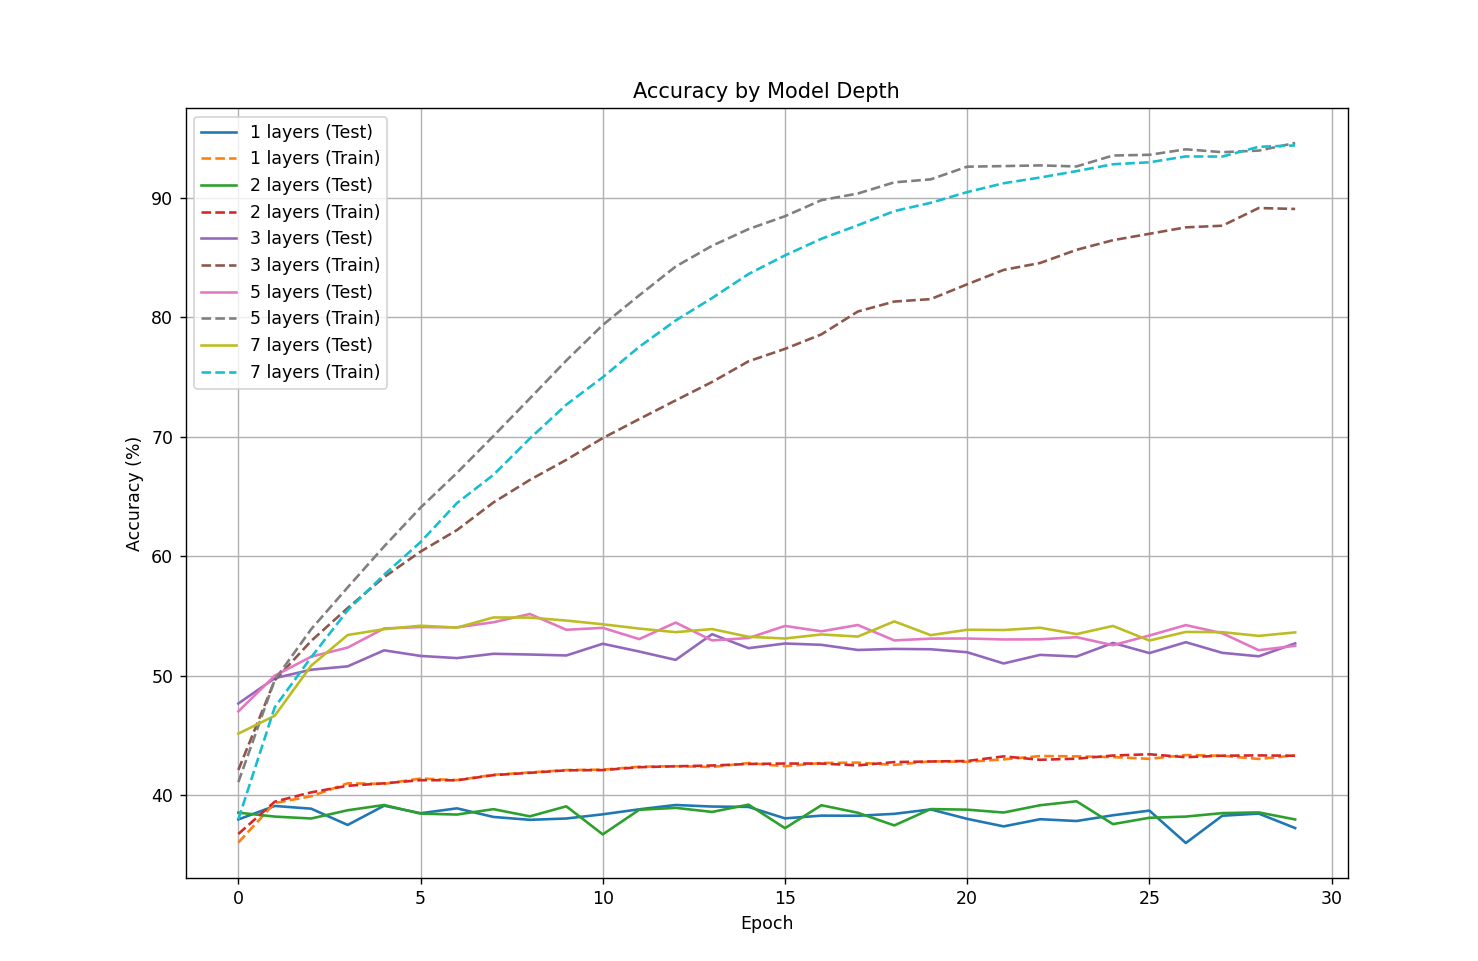 Accuracy by Model Depth
1 layers (Test)
1 layers (Train)
2 layers (Test)
2 layers (Train)
3 layers (Test)
3 layers (Train)
5 layers (Test)
5 layers (Train)
7 layers (Test)
7 layers (Train)
90
80
70
60
50
40
Accuracy (%)
0 5 10 15 20 25 30
Epoch